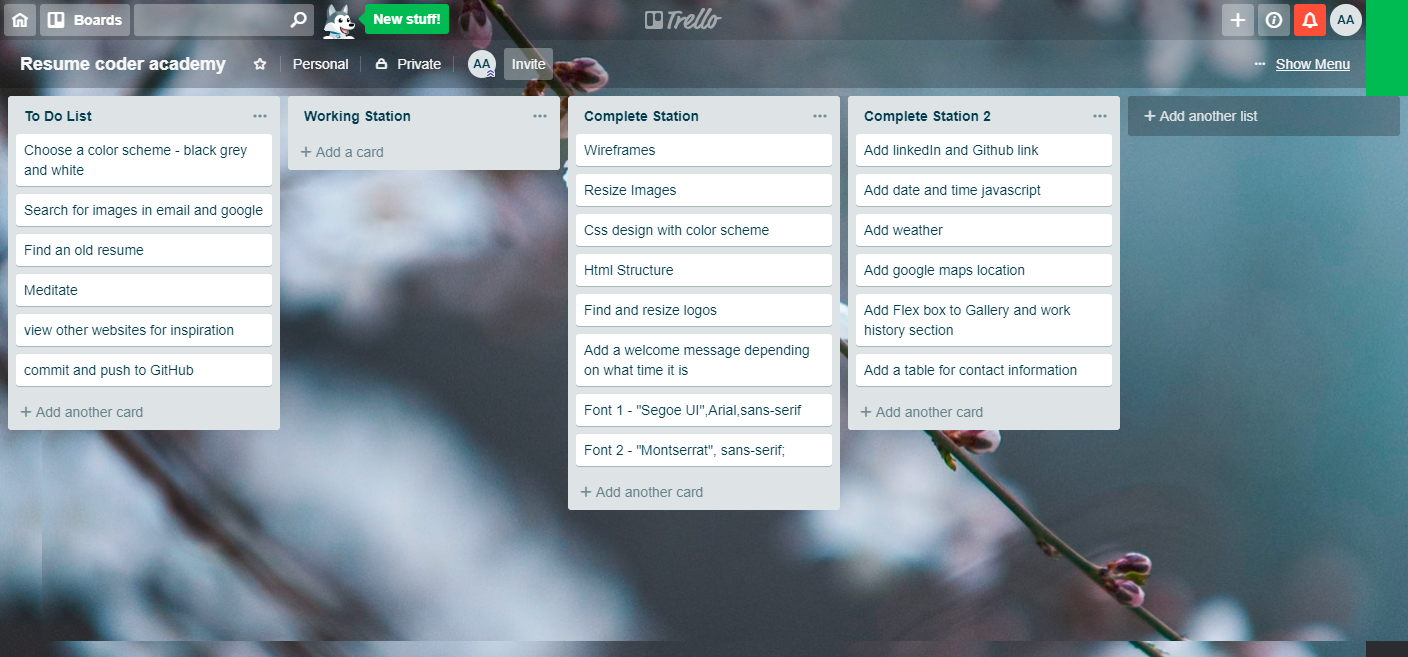 Boards
New stuff!
Trello
AA
Resume coder academy
Personal
Private
AA
Invite
Show Menu
To Do List
Choose a color scheme - black grey
and white
Search for images in email and google
Find an old resume
Meditate
view other websites for inspiration
commit and push to GitHub
+ Add another card
Working Station
+ Add a card
Complete Station
Wireframes
Resize Images
Css design with color scheme
Html Structure
Find and resize logos
Add a welcome message depending
on what time it is
Font 1 - "Segoe UI",Arial,sans-serif
Font 2 - "Montserrat", sans-serif;
+ Add another card
Complete Station 2
Add linkedIn and Github link
Add date and time javascript
Add weather
Add google maps location
Add Flex box to Gallery and work
history section
Add a table for contact information
+ Add another card
+ Add another list